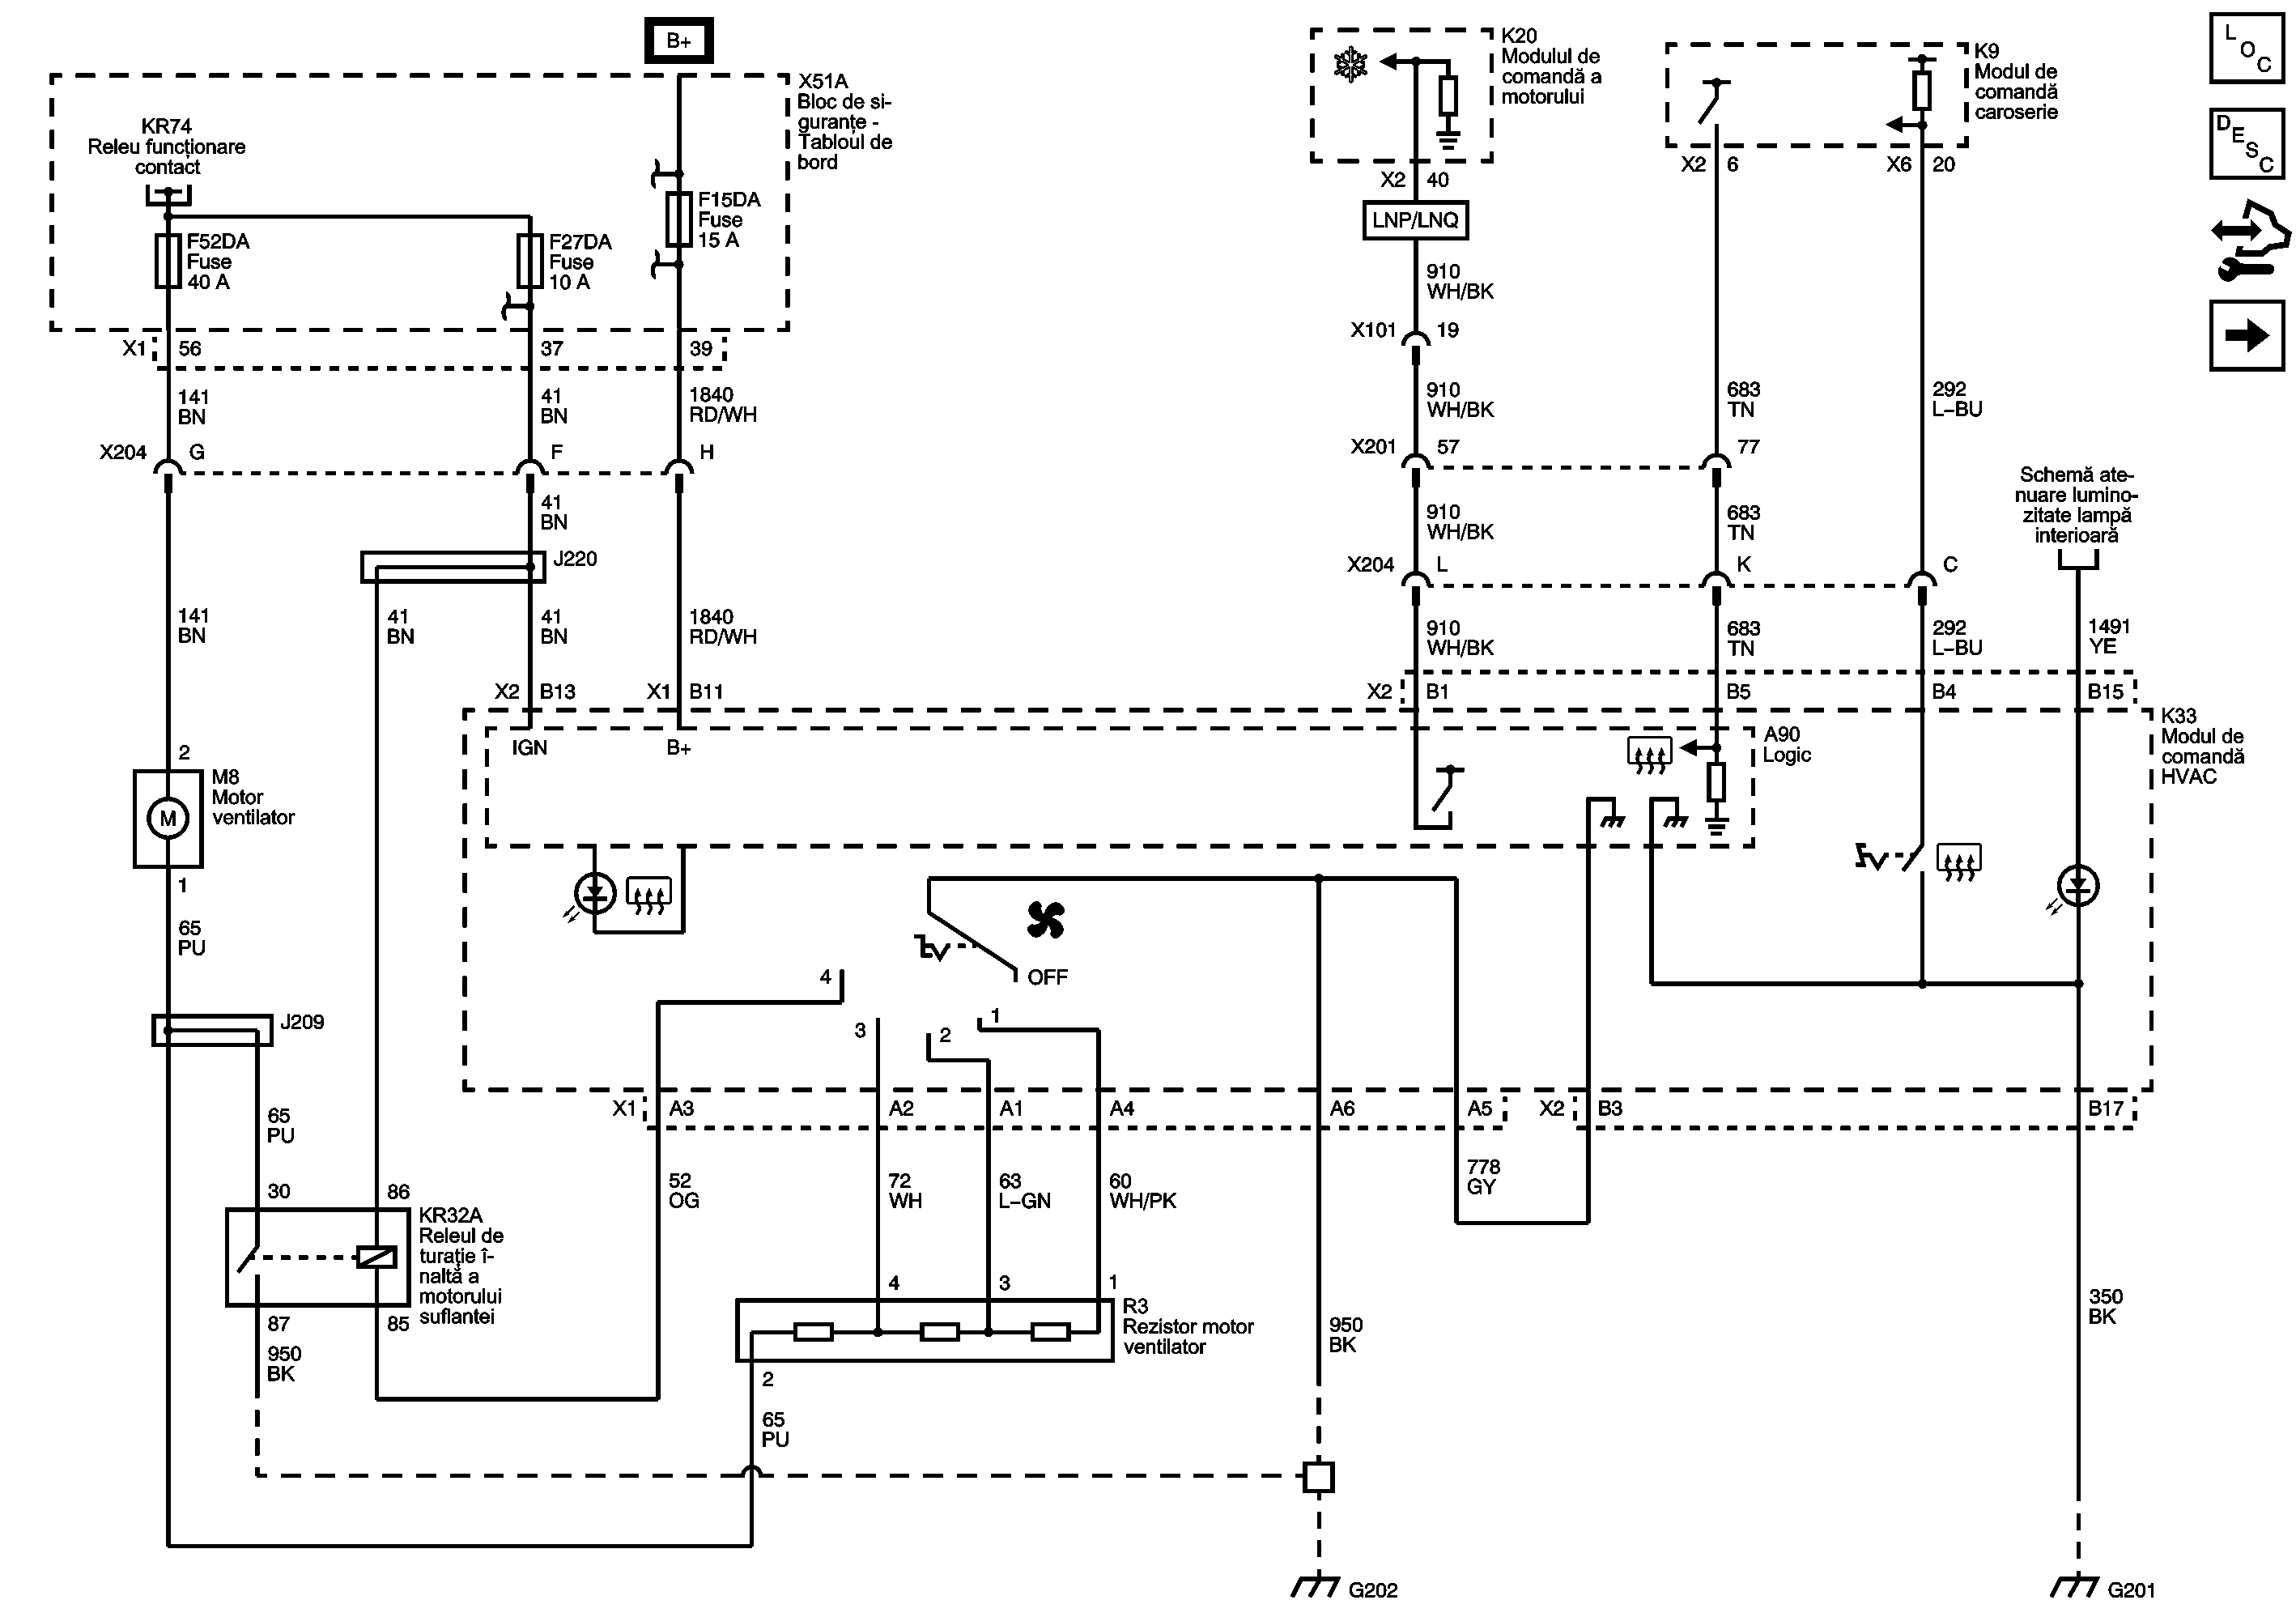 B+
X51A
Bloc de si-
guranțe -
Tabloul de
bord
KR74
Releu funcționare
contact
F52DA
Fuse
40 A
F27DA
Fuse
10 A
F15DA
Fuse
15 A
X1
56
37
39
141
BN
41
BN
1840
RD/WH
X204
G
F
H
41
BN
J220
141
BN
41
BN
41
BN
1840
RD/WH
X2
B13
X1
B11
K20
Modulul de
comandă a
motorului
X2
40
LNP/LNQ
910
WH/BK
X101
19
910
WH/BK
X201
57
77
910
WH/BK
X204
L
K
C
910
WH/BK
K9
Modul de
comandă
caroserie
X2
6
X6
20
683
TN
292
L-BU
683
TN
683
TN
292
L-BU
Schemă ate-
nuare lumino-
zitate lampă
interioară
1491
YE
X2
B1
B5
B4
B15
L
O
C
D
E
S
C
IGN
B+
A90
Logic
K33
Modul de
comandă
HVAC
2
M8
Motor
ventilator
M
1
65
PU
J209
65
PU
OFF
4
3
2
1
X1
A3
A2
A1
A4
A6
A5
X2
B3
B17
30
86
KR32A
Releul de
turație î-
naltă a
motorului
suflantei
87
85
950
BK
52
OG
72
WH
63
L-GN
60
WH/PK
778
GY
4
3
1
R3
Rezistor motor
ventilator
2
65
PU
950
BK
350
BK
G202
G201